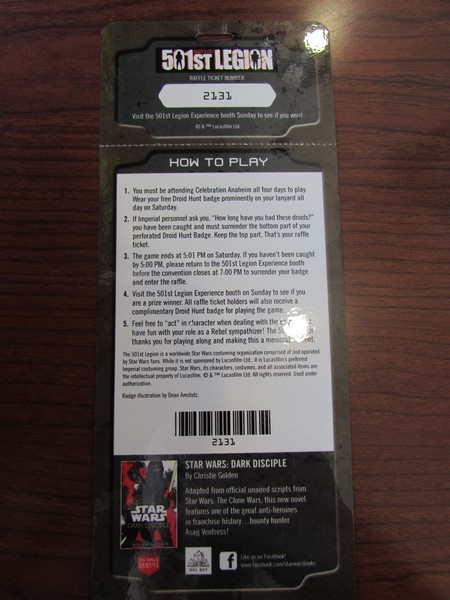 501ST LEGION
RAFFLE TICKET NUMBER
2131
Visit the 501st Legion Experience booth Sunday to see if you won!
© & ™ Lucasfilm Ltd.
HOW TO PLAY
1. You must be attending Celebration Anaheim all four days to play.
Wear your free Droid Hunt badge prominently on your lanyard all
day on Saturday.
2. If Imperial personnel ask you, "How long have you had these droids?"
you have been caught and must surrender the bottom part of your
perforated Droid Hunt Badge. Keep the top part. That's your raffle
ticket.
3. The game ends at 5:01 PM on Saturday. If you haven't been caught
by 5:00 PM, please return to the 501st Legion Experience booth
before the convention closes at 7:00 PM to surrender your badge
and enter the raffle.
4. Visit the 501st Legion Experience booth on Sunday to see if you
are a prize winner. All raffle ticket holders will also receive a
complimentary Droid Hunt badge for playing the game.
5. Feel free to "act" in character when dealing with the
have fun with your role as a Rebel sympathizer! The
thanks you for playing along and making this a
The 501st Legion is a worldwide Star Wars costuming organization comprised of and operated
by Star Wars fans. While it is not sponsored by Lucasfilm Ltd., it is Lucasfilm's preferred
Imperial costuming group. Star Wars, its characters, costumes, and all associated items are
the intellectual property of Lucasfilm. © & ™ Lucasfilm Ltd. All rights reserved. Used under
authorization.
Badge illustration by Dean Amstutz.
2131
STAR WARS: DARK DISCIPLE
By Christie Golden
Adapted from official unaired scripts from
Star Wars: The Clone Wars, this new novel
features one of the great anti-heroines
in franchise history...bounty hunter
Asajj Ventress!
STAR
WARS
DARK DISCIPLE
DEL REY
Like us on Facebook!
www.facebook.com/starwarsbooks